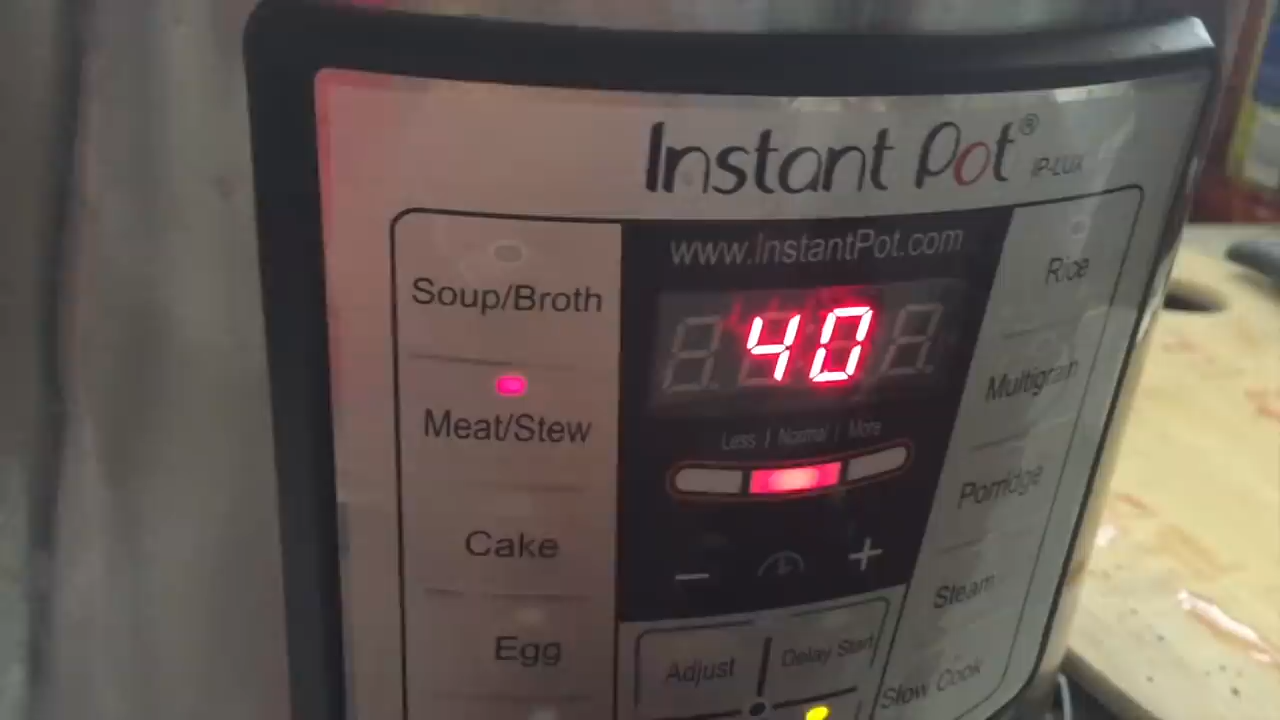 Instant Pot®
IP-LUX
www.InstantPot.com
Soup/Broth
Meat/Stew
Cake
Egg
40
Less | Normal | More
− +
Adjust
Delay Start
Rice
Multigrain
Porridge
Steam
Slow Cook